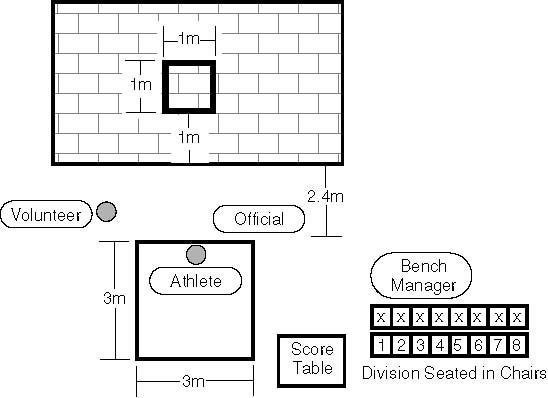 1m
1m
1m
2.4m
Volunteer
Official
Athlete
3m
3m
Bench
Manager
x x x x x x x x
1 2 3 4 5 6 7 8
Score
Table
Division Seated in Chairs